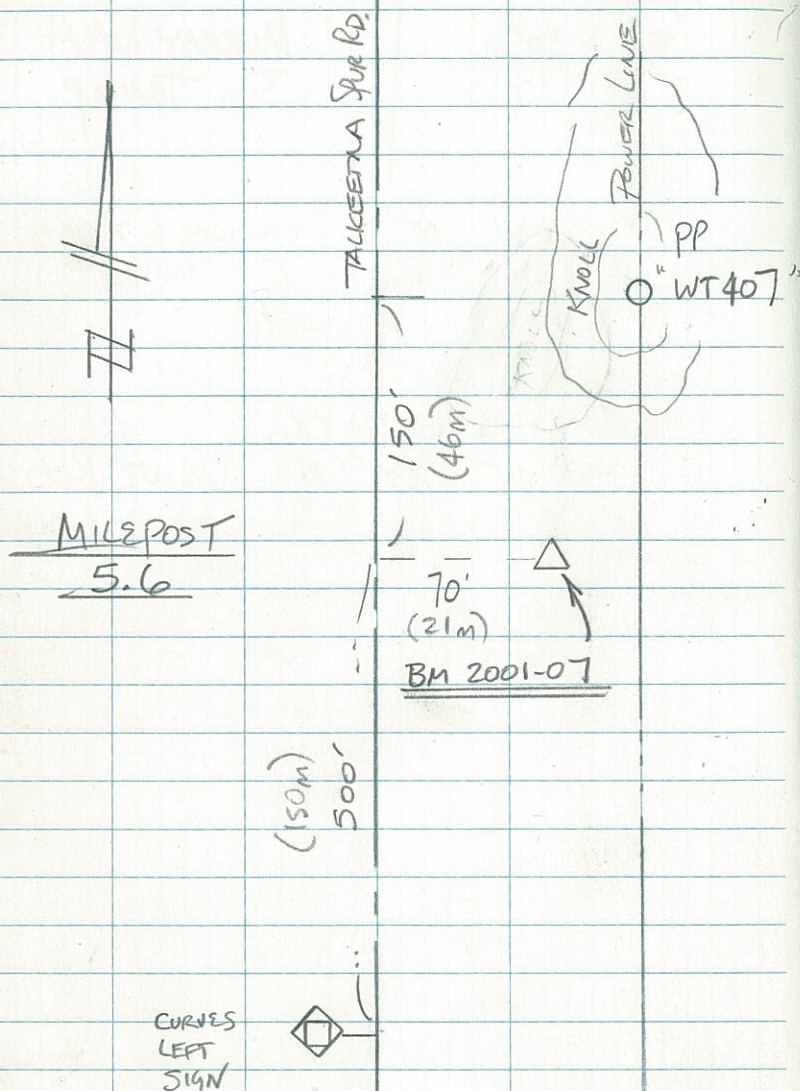 TALKEETNA SPUR RD.
POWER LINE
KNOLL
PP
"WT407"
N
150'
(46m)
MILEPOST
5.6
70'
(21m)
BM 2001-07
(150m)
500'
CURVES
LEFT
SIGN